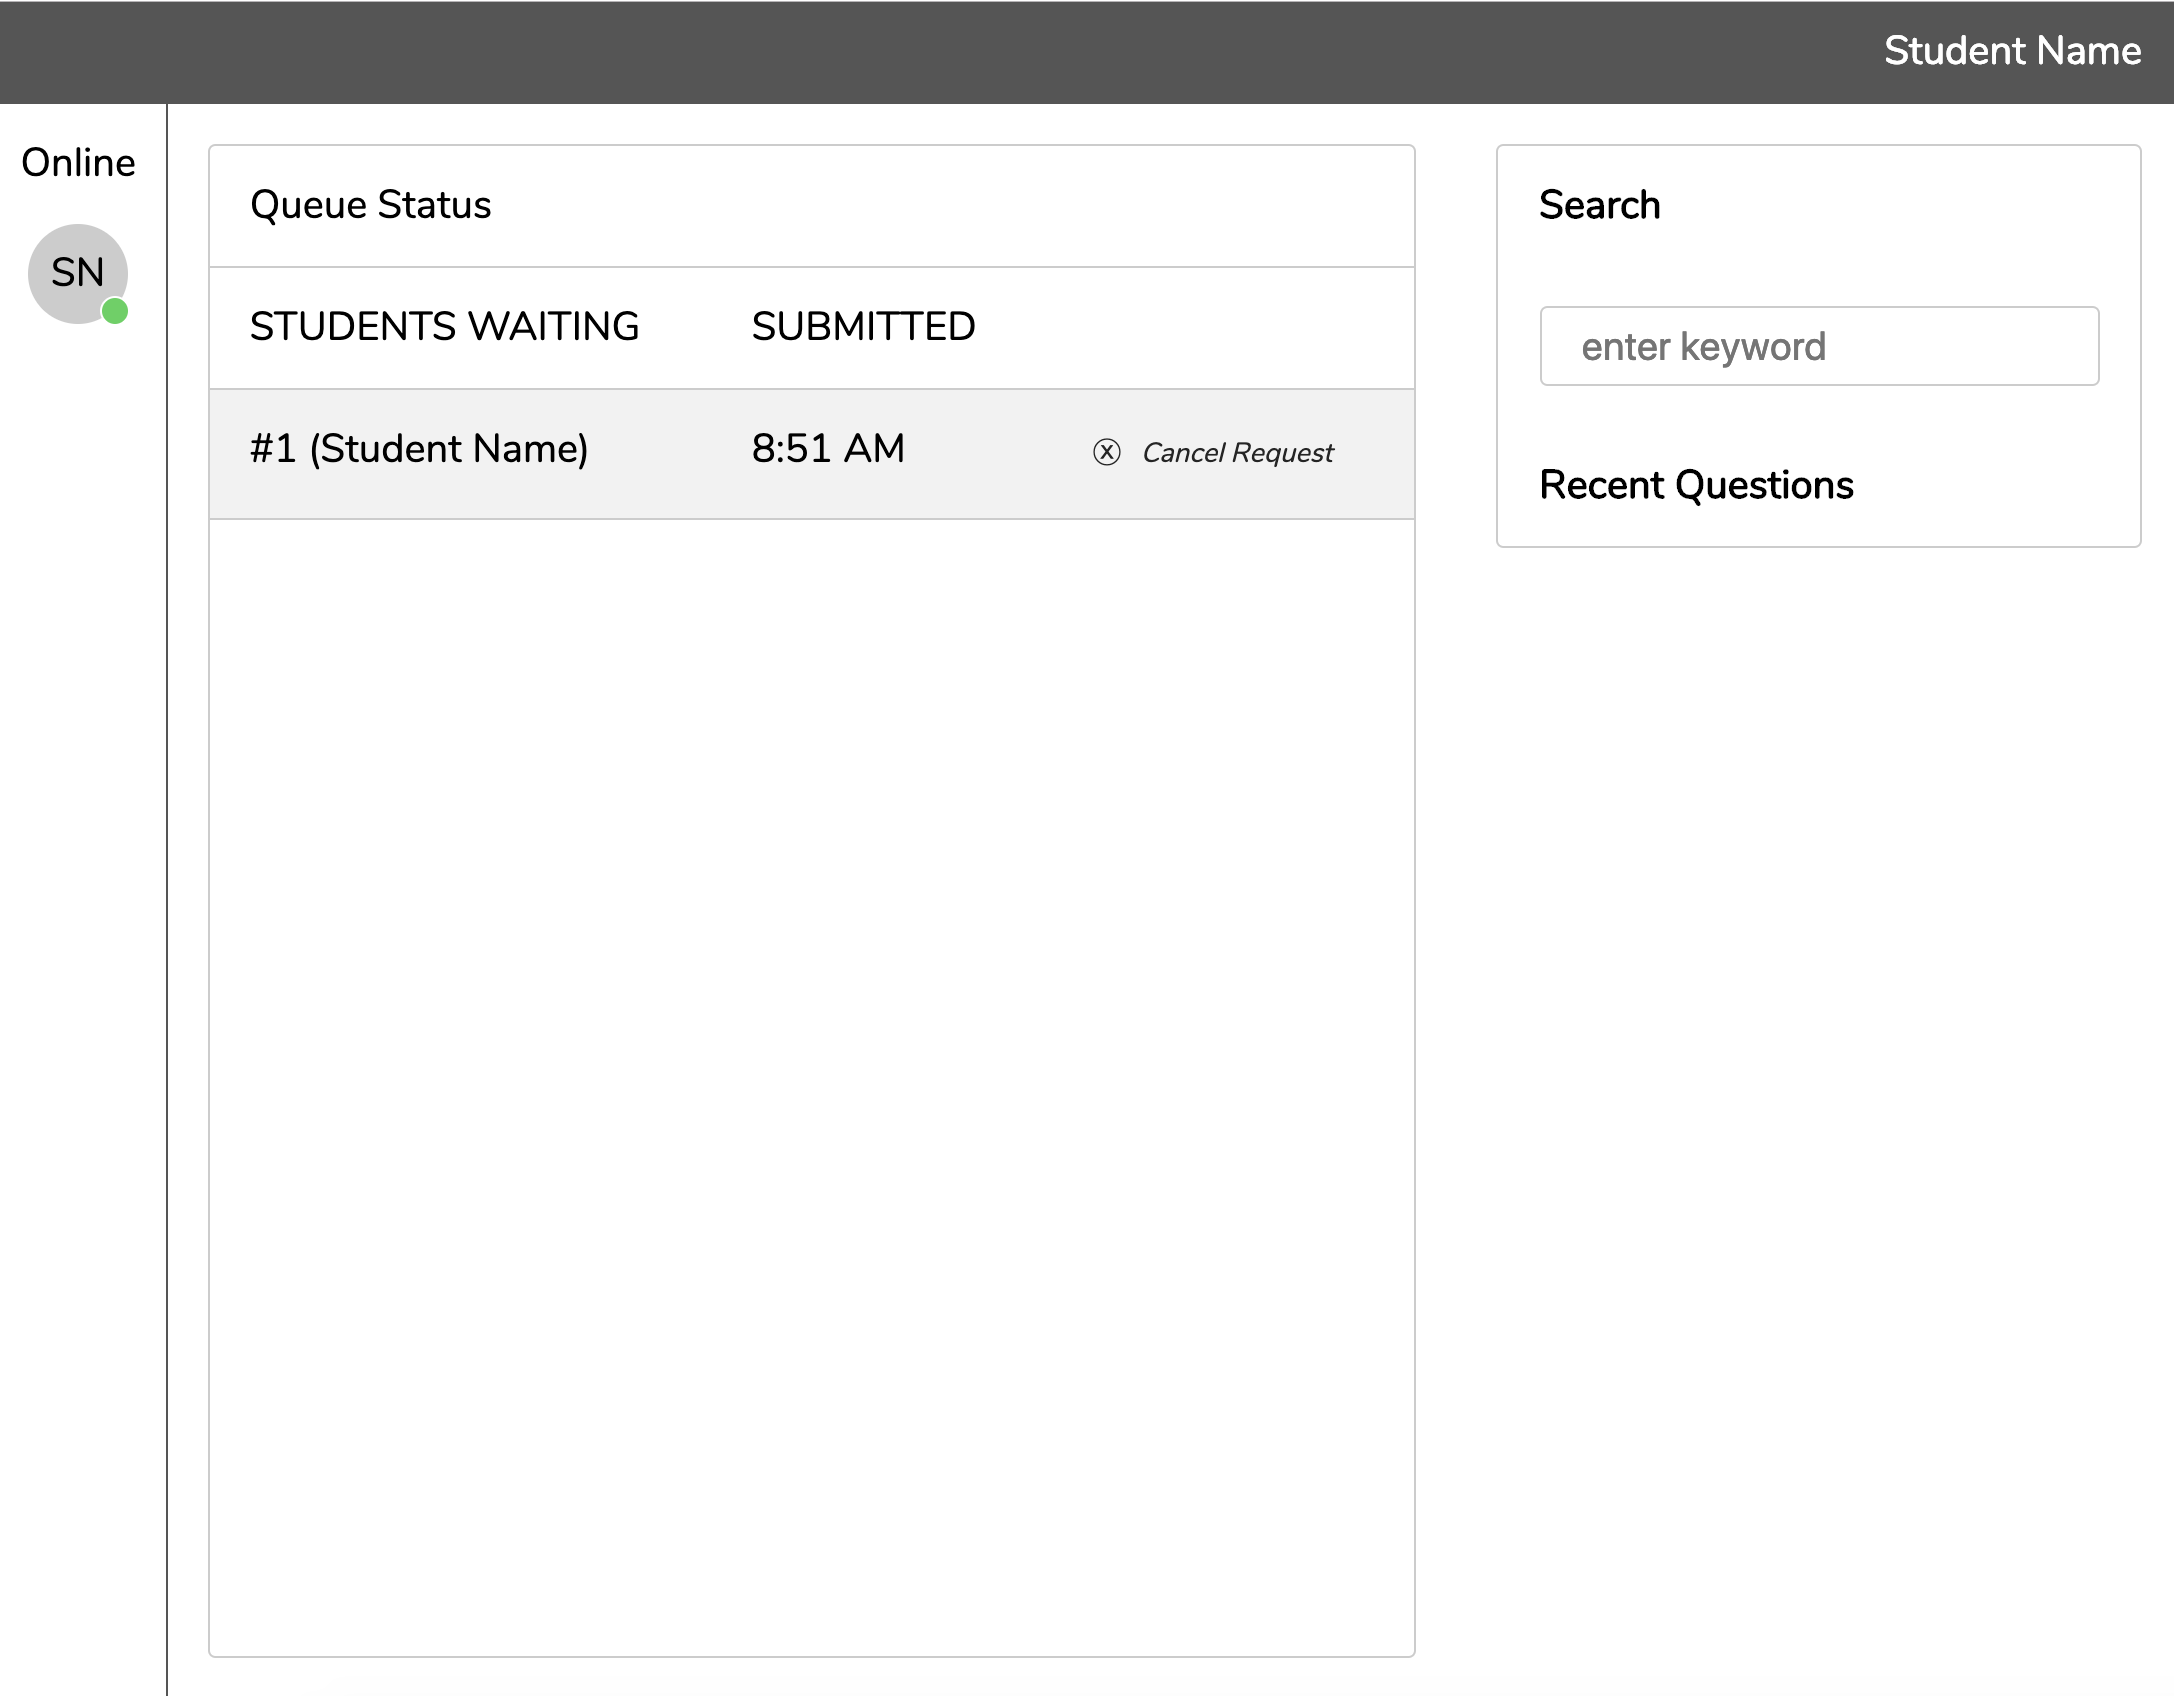 Student Name
Online
SN
Queue Status
STUDENTS WAITING SUBMITTED
#1 (Student Name) 8:51 AM ⓧ Cancel Request
Search
enter keyword
Recent Questions